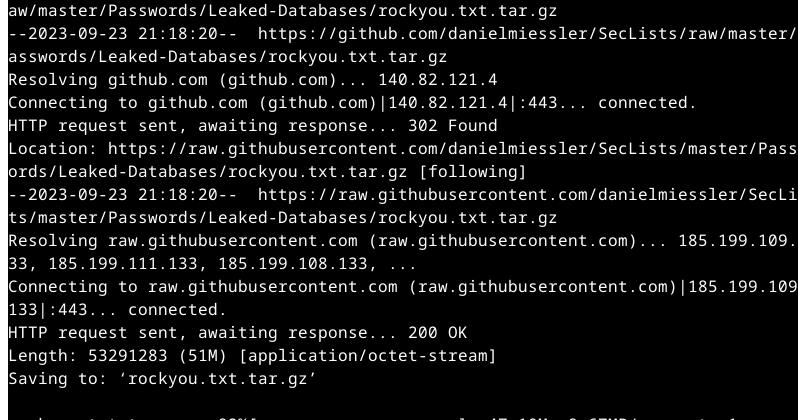 aw/master/Passwords/Leaked-Databases/rockyou.txt.tar.gz
--2023-09-23 21:18:20--  https://github.com/danielmiessler/SecLists/raw/master/
asswords/Leaked-Databases/rockyou.txt.tar.gz
Resolving github.com (github.com)... 140.82.121.4
Connecting to github.com (github.com)|140.82.121.4|:443... connected.
HTTP request sent, awaiting response... 302 Found
Location: https://raw.githubusercontent.com/danielmiessler/SecLists/master/Pass
ords/Leaked-Databases/rockyou.txt.tar.gz [following]
--2023-09-23 21:18:20--  https://raw.githubusercontent.com/danielmiessler/SecLi
ts/master/Passwords/Leaked-Databases/rockyou.txt.tar.gz
Resolving raw.githubusercontent.com (raw.githubusercontent.com)... 185.199.109.
33, 185.199.111.133, 185.199.108.133, ...
Connecting to raw.githubusercontent.com (raw.githubusercontent.com)|185.199.109
133|:443... connected.
HTTP request sent, awaiting response... 200 OK
Length: 53291283 (51M) [application/octet-stream]
Saving to: ‘rockyou.txt.tar.gz’